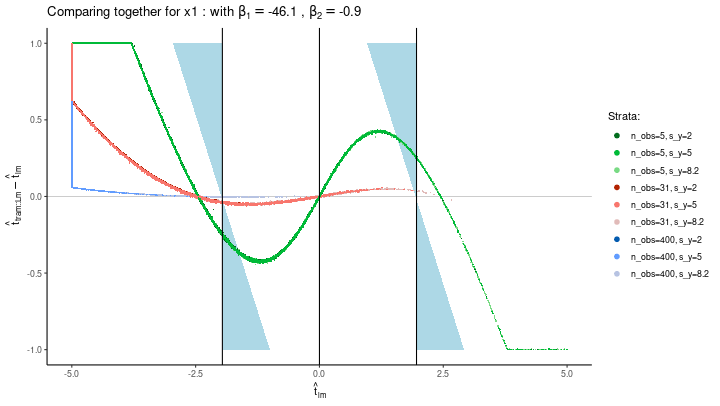 Comparing together for x1 : with β₁ = -46.1 , β₂ = -0.9
1.0
0.5
0.0
-0.5
-1.0
t̂tram::Lm – t̂lm
-5.0 -2.5 0.0 2.5 5.0
t̂lm
Strata:
n_obs=5, s_y=2
n_obs=5, s_y=5
n_obs=5, s_y=8.2
n_obs=31, s_y=2
n_obs=31, s_y=5
n_obs=31, s_y=8.2
n_obs=400, s_y=2
n_obs=400, s_y=5
n_obs=400, s_y=8.2